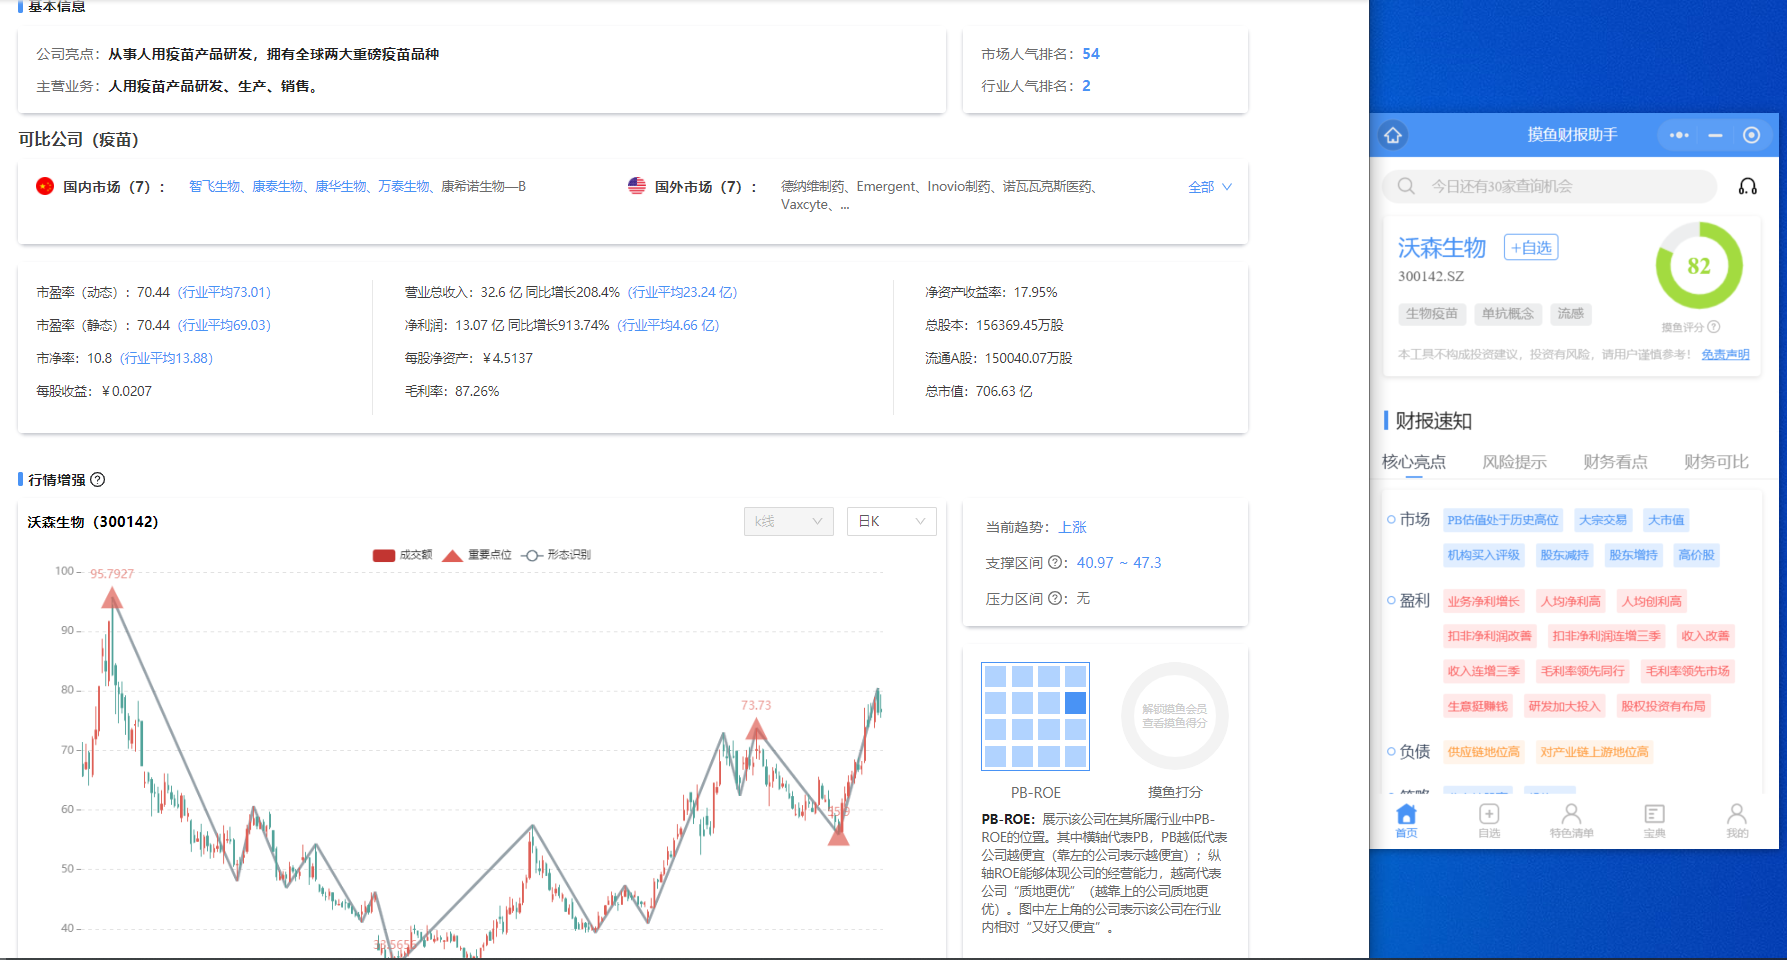 基本信息
公司亮点：从事人用疫苗产品研发，拥有全球两大重磅疫苗品种
主营业务：人用疫苗产品研发、生产、销售。
市场人气排名：54
行业人气排名：2
可比公司（疫苗）
国内市场（7）：
智飞生物、康泰生物、康华生物、万泰生物、康希诺生物—B
国外市场（7）：
德纳维制药、Emergent、Inovio制药、诺瓦瓦克斯医药、
Vaxcyte、...
全部
市盈率（动态）：70.44（行业平均73.01）
市盈率（静态）：70.44（行业平均69.03）
市净率：10.8（行业平均13.88）
每股收益：￥0.0207
营业总收入：32.6 亿 同比增长208.4%（行业平均23.24 亿）
净利润：13.07 亿 同比增长913.74%（行业平均4.66 亿）
每股净资产：￥4.5137
毛利率：87.26%
净资产收益率：17.95%
总股本：156369.45万股
流通A股：150040.07万股
总市值：706.63 亿
行情增强
沃森生物（300142）
k线
日K
成交额
重要点位
形态识别
100
90
80
70
60
50
40
95.7927
73.73
当前趋势：上涨
支撑区间：40.97 ~ 47.3
压力区间：无
解锁摸鱼会员
查看摸鱼得分
PB-ROE
摸鱼打分
PB-ROE：展示该公司在其所属行业中PB-
ROE的位置。其中横轴代表PB，PB越低代表
公司越便宜（靠左的公司表示越便宜）；纵
轴ROE能够体现公司的经营能力，越高代表
公司“质地更优”（越靠上的公司质地更
优）。图中左上角的公司表示该公司在行业
内相对“又好又便宜”。
摸鱼财报助手
今日还有30家查询机会
沃森生物
+自选
300142.SZ
82
生物疫苗
单抗概念
流感
摸鱼评分
本工具不构成投资建议，投资有风险，请用户谨慎参考！
免责声明
财报速知
核心亮点
风险提示
财务看点
财务可比
市场
PB估值处于历史高位
大宗交易
大市值
机构买入评级
股东减持
股东增持
高价股
盈利
业务净利增长
人均净利高
人均创利高
扣非净利润改善
扣非净利润连增三季
收入改善
收入连增三季
毛利率领先同行
毛利率领先市场
生意挺赚钱
研发加大投入
股权投资有布局
负债
供应链地位高
对产业链上游地位高
首页
自选
特色清单
宝典
我的